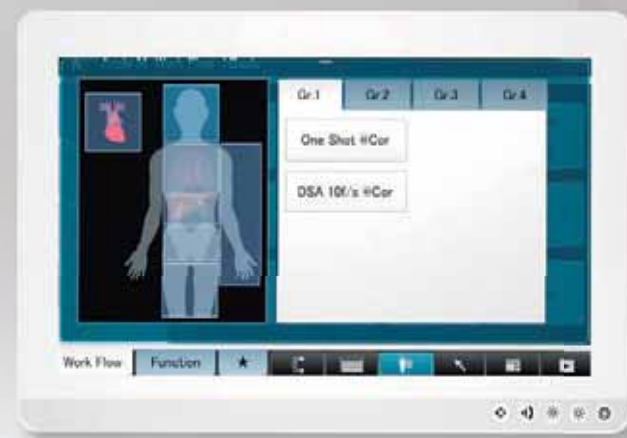 Gr.1 Gr.2 Gr.3 Gr.4
One Shot @Cor
DSA 10f/s @Cor
Work Flow Function ★